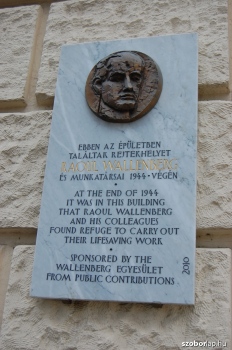 EBBEN AZ ÉPÜLETBEN
TALÁLTAK REJTEKHELYET
RAOUL WALLENBERG
ÉS MUNKATÁRSAI 1944 - VÉGÉN
AT THE END OF 1944
IT WAS IN THIS BUILDING
THAT RAOUL WALLENBERG
AND HIS COLLEAGUES
FOUND REFUGE TO CARRY OUT
THEIR LIFESAVING WORK
SPONSORED BY THE
WALLENBERG EGYESÜLET
FROM PUBLIC CONTRIBUTIONS
2010
szoborlap.hu